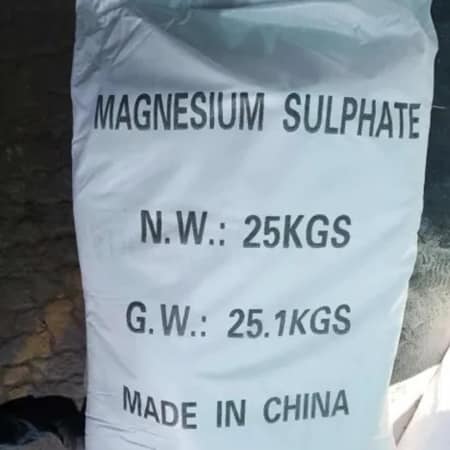 MAGNESIUM SULPHATE
N.W.: 25KGS
G.W.: 25.1KGS
MADE IN CHINA